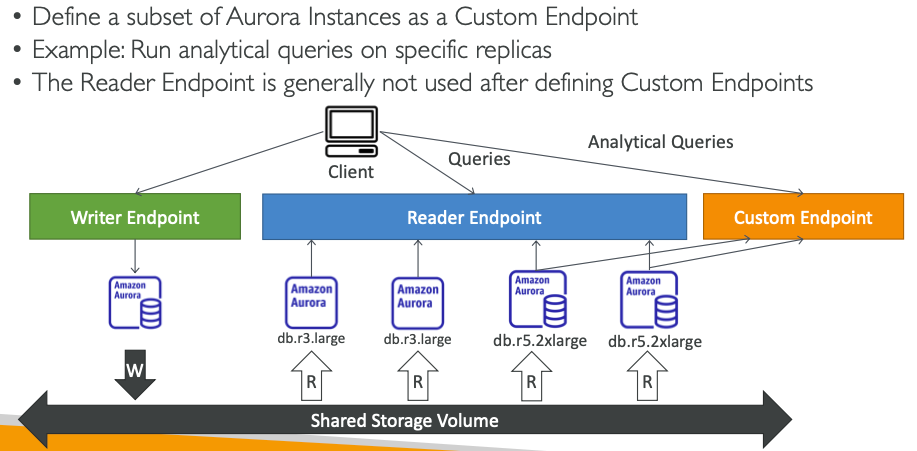 • Define a subset of Aurora Instances as a Custom Endpoint
• Example: Run analytical queries on specific replicas
• The Reader Endpoint is generally not used after defining Custom Endpoints
Client
Queries
Analytical Queries
Writer Endpoint
Reader Endpoint
Custom Endpoint
Amazon
Aurora
Amazon
Aurora
db.r3.large
Amazon
Aurora
db.r3.large
Amazon
Aurora
db.r5.2xlarge
Amazon
Aurora
db.r5.2xlarge
W
R
R
R
R
Shared Storage Volume